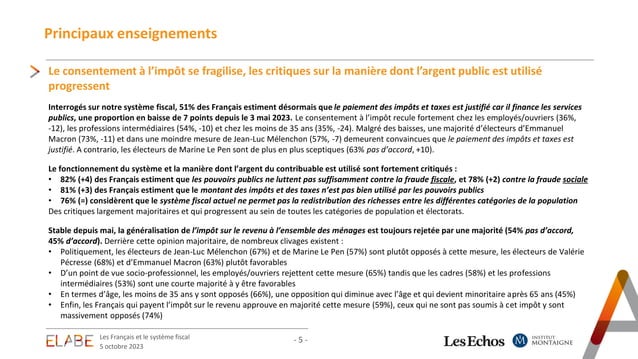 Principaux enseignements
Le consentement à l’impôt se fragilise, les critiques sur la manière dont l’argent public est utilisé
progressent
Interrogés sur notre système fiscal, 51% des Français estiment désormais que le paiement des impôts et taxes est justifié car il finance les services
publics, une proportion en baisse de 7 points depuis le 3 mai 2023. Le consentement à l’impôt recule fortement chez les employés/ouvriers (36%,
-12), les professions intermédiaires (54%, -10) et chez les moins de 35 ans (35%, -24). Malgré des baisses, une majorité d’électeurs d’Emmanuel
Macron (73%, -11) et dans une moindre mesure de Jean-Luc Mélenchon (57%, -7) demeurent convaincues que le paiement des impôts et taxes est
justifié. A contrario, les électeurs de Marine Le Pen sont de plus en plus sceptiques (63% pas d’accord, +10).
Le fonctionnement du système et la manière dont l’argent du contribuable est utilisé sont fortement critiqués :
• 82% (+4) des Français estiment que les pouvoirs publics ne luttent pas suffisamment contre la fraude fiscale, et 78% (+2) contre la fraude sociale
• 81% (+3) des Français estiment que le montant des impôts et des taxes n’est pas bien utilisé par les pouvoirs publics
• 76% (=) considèrent que le système fiscal actuel ne permet pas la redistribution des richesses entre les différentes catégories de la population
Des critiques largement majoritaires et qui progressent au sein de toutes les catégories de population et électorats.
Stable depuis mai, la généralisation de l’impôt sur le revenu à l’ensemble des ménages est toujours rejetée par une majorité (54% pas d’accord,
45% d’accord). Derrière cette opinion majoritaire, de nombreux clivages existent :
• Politiquement, les électeurs de Jean-Luc Mélenchon (67%) et de Marine Le Pen (57%) sont plutôt opposés à cette mesure, les électeurs de Valérie
Pécresse (68%) et d’Emmanuel Macron (63%) plutôt favorables
• D’un point de vue socio-professionnel, les employés/ouvriers rejettent cette mesure (65%) tandis que les cadres (58%) et les professions
intermédiaires (53%) sont une courte majorité à y être favorables
• En termes d’âge, les moins de 35 ans y sont opposés (66%), une opposition qui diminue avec l’âge et qui devient minoritaire après 65 ans (45%)
• Enfin, les Français qui payent l’impôt sur le revenu approuve en majorité cette mesure (59%), ceux qui ne sont pas soumis à cet impôt y sont
massivement opposés (74%)
ELABE
Les Français et le système fiscal
5 octobre 2023
- 5 -
Les Echos
INSTITUT
MONTAIGNE